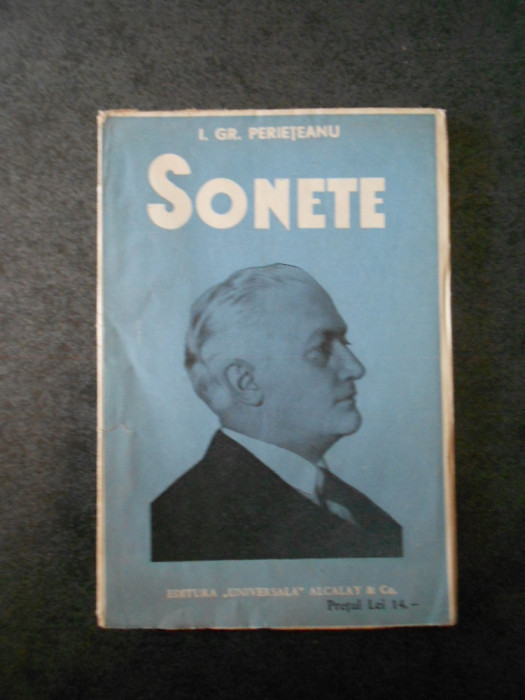 I. GR. PERIEȚEANU
SONETE
EDITURA „UNIVERSALA" ALCALAY & Co.
Prețul Lei 14.–